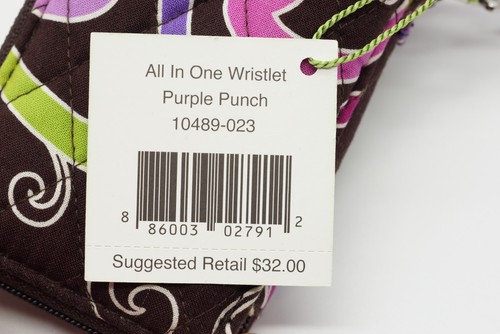 All In One Wristlet
Purple Punch
10489-023
8 86003 02791 2
Suggested Retail $32.00